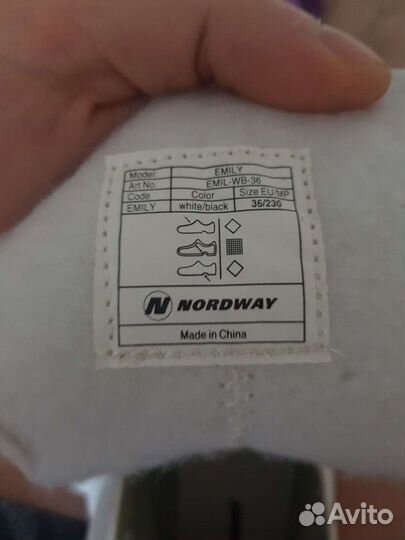 Model: EMILY
Art No: EMIL-WB-36
Code Color Size EU/MP
EMILY white/black 36/230
NORDWAY
Made in China
Avito